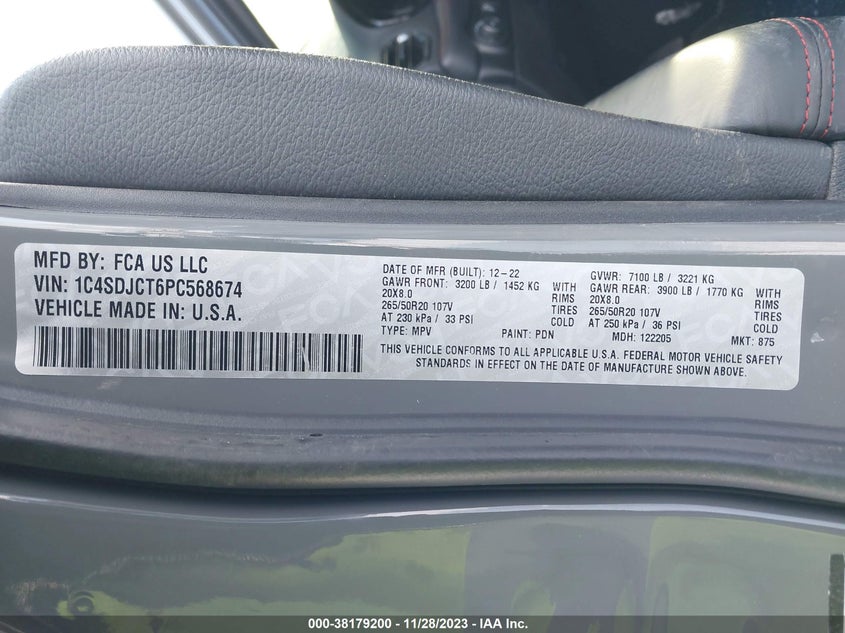 MFD BY: FCA US LLC
VIN: 1C4SDJCT6PC568674
VEHICLE MADE IN: U.S.A.
DATE OF MFR (BUILT): 12-22 GVWR: 7100 LB / 3221 KG
GAWR FRONT: 3200 LB / 1452 KG WITH GAWR REAR: 3900 LB / 1770 KG WITH
20X8.0 RIMS 20X8.0 RIMS
265/50R20 107V TIRES 265/50R20 107V TIRES
AT 230 kPa / 33 PSI COLD AT 250 kPa / 36 PSI COLD
TYPE: MPV PAINT: PDN MDH: 122205 MKT: 875
THIS VEHICLE CONFORMS TO ALL APPLICABLE U.S.A. FEDERAL MOTOR VEHICLE SAFETY
STANDARDS IN EFFECT ON THE DATE OF MANUFACTURE SHOWN ABOVE.
000-38179200 - 11/28/2023 - IAA Inc.